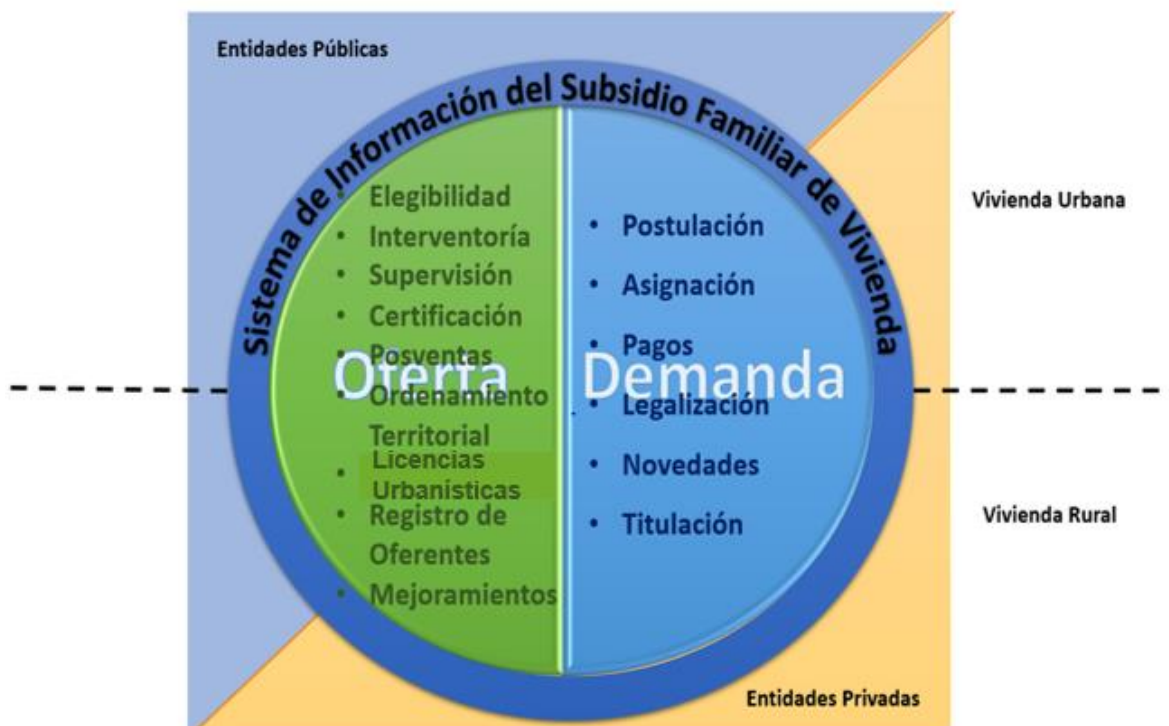 Entidades Públicas
Sistema de Información del Subsidio Familiar de Vivienda
• Elegibilidad
• Interventoría
• Supervisión
• Certificación
• Posventas
Oferta
• Ordenamiento
Territorial
• Licencias
Urbanísticas
• Registro de
Oferentes
• Mejoramientos
• Postulación
• Asignación
• Pagos
Demanda
• Legalización
• Novedades
• Titulación
Vivienda Urbana
Vivienda Rural
Entidades Privadas